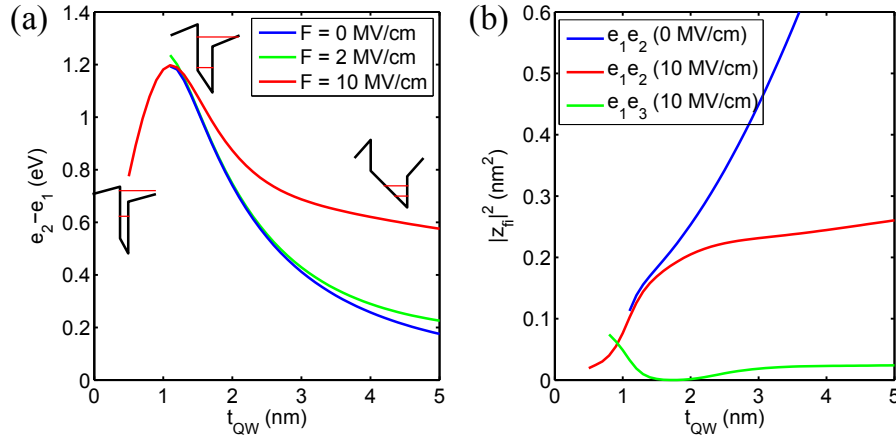 (a)
e₂−e₁ (eV)
1.4
1.2
1
0.8
0.6
0.4
0.2
0
F = 0 MV/cm
F = 2 MV/cm
F = 10 MV/cm
0 1 2 3 4 5
t_QW (nm)
(b)
|z_fi|² (nm²)
0.6
0.5
0.4
0.3
0.2
0.1
0
e₁e₂ (0 MV/cm)
e₁e₂ (10 MV/cm)
e₁e₃ (10 MV/cm)
0 1 2 3 4 5
t_QW (nm)